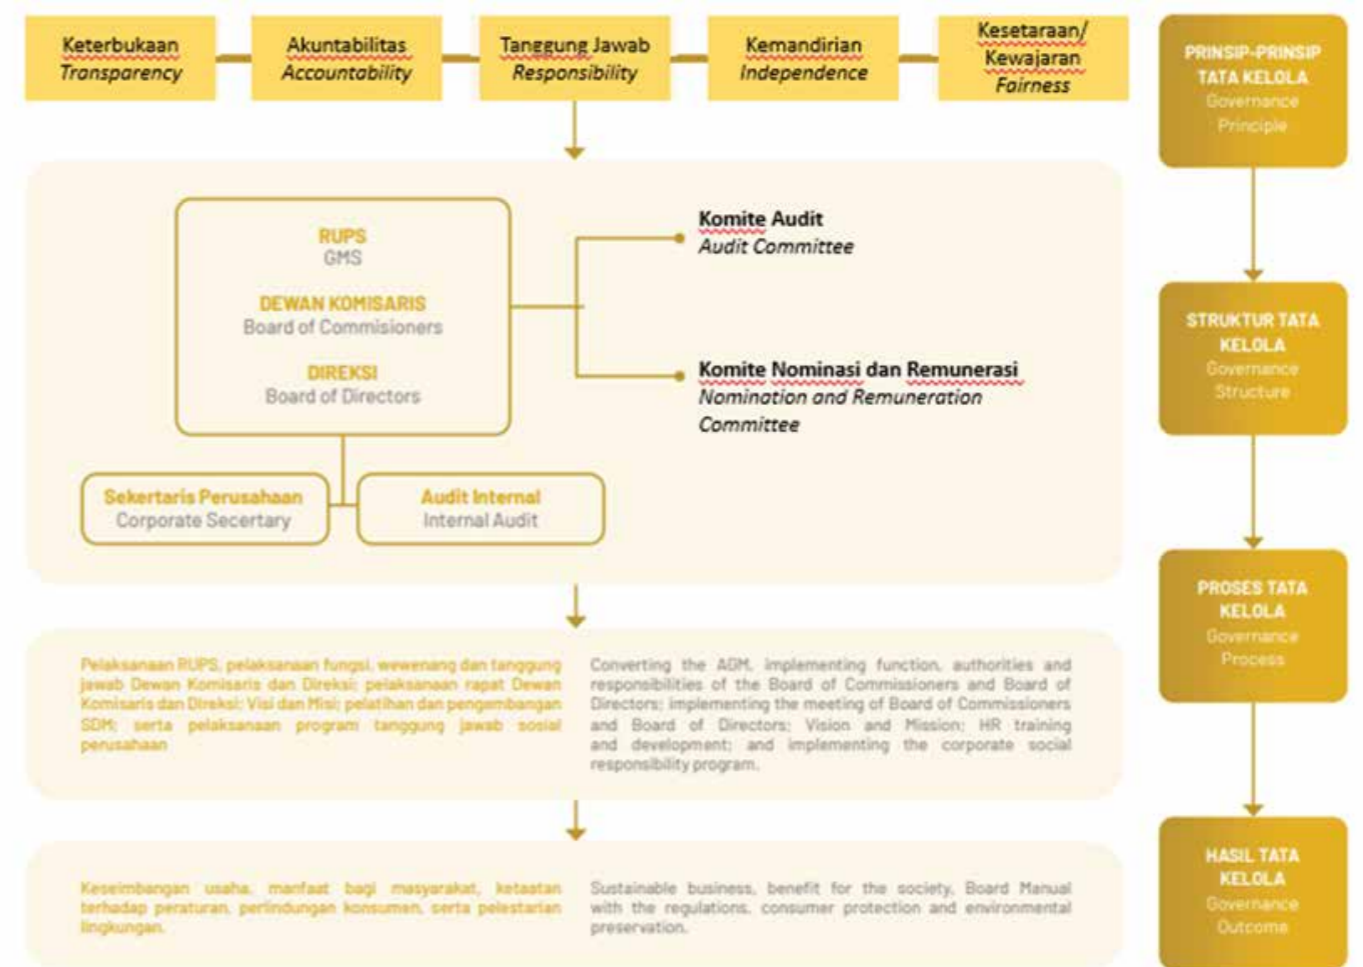 Keterbukaan
Transparency
Akuntabilitas
Accountability
Tanggung Jawab
Responsibility
Kemandirian
Independence
Kesetaraan/
Kewajaran
Fairness
PRINSIP-PRINSIP
TATA KELOLA
Governance
Principle
RUPS
GMS
DEWAN KOMISARIS
Board of Commisioners
DIREKSI
Board of Directors
Komite Audit
Audit Committee
Komite Nominasi dan Remunerasi
Nomination and Remuneration
Committee
Sekertaris Perusahaan
Corporate Secertary
Audit Internal
Internal Audit
STRUKTUR TATA
KELOLA
Governance
Structure
Pelaksanaan RUPS, pelaksanaan fungsi, wewenang dan tanggung
jawab Dewan Komisaris dan Direksi; pelaksanaan rapat Dewan
Komisaris dan Direksi; Visi dan Misi; pelatihan dan pengembangan
SDM; serta pelaksanaan program tanggung jawab sosial
perusahaan
Converting the AGM, implementing function, authorities and
responsibilities of the Board of Commissioners and Board of
Directors; implementing the meeting of Board of Commissioners
and Board of Directors; Vision and Mission; HR training
and development; and implementing the corporate social
responsibility program.
PROSES TATA
KELOLA
Governance
Process
Keseimbangan usaha, manfaat bagi masyarakat, ketaatan
terhadap peraturan, perlindungan konsumen, serta pelestarian
lingkungan.
Sustainable business, benefit for the society, Board Manual
with the regulations, consumer protection and environmental
preservation.
HASIL TATA
KELOLA
Governance
Outcome